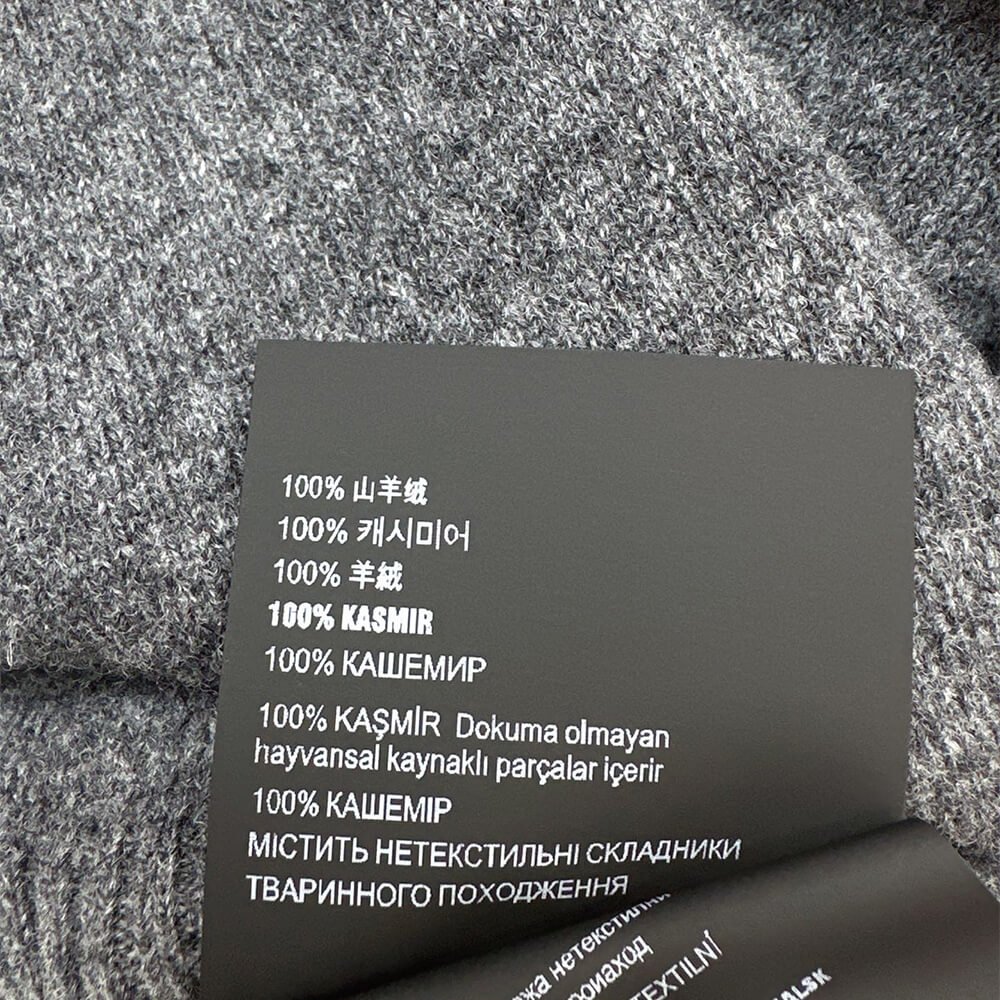 100% 山羊绒
100% 캐시미어
100% 羊絨
100% KASMIR
100% КАШЕМИР
100% KAŞMİR Dokuma olmayan
hayvansal kaynaklı parçalar içerir
100% КАШЕМІР
МІСТИТЬ НЕТЕКСТИЛЬНІ СКЛАДНИКИ
ТВАРИННОГО ПОХОДЖЕННЯ
нетекстилни